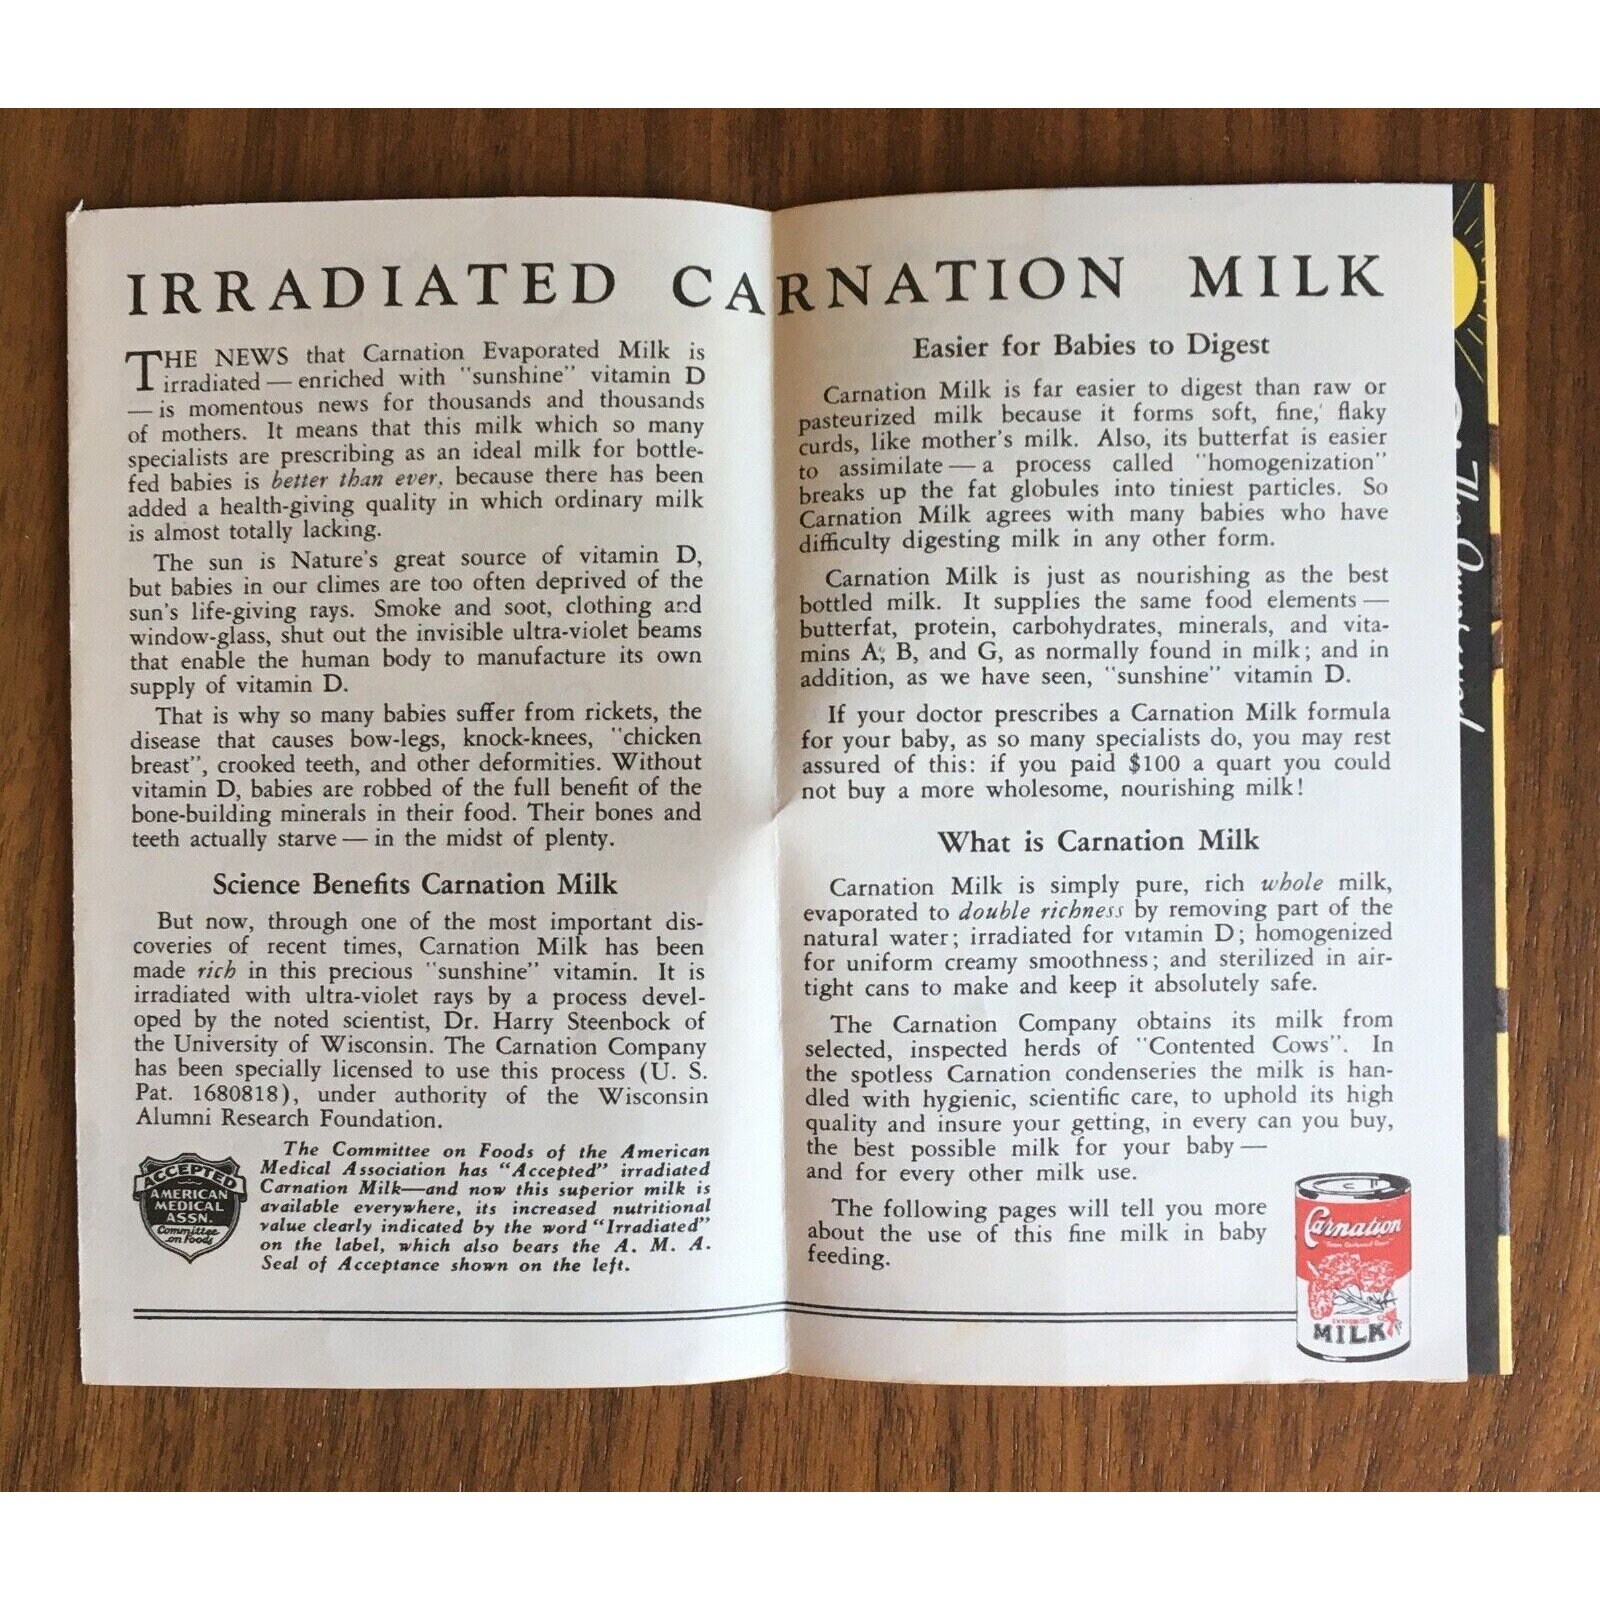 IRRADIATED CARNATION MILK
THE NEWS that Carnation Evaporated Milk is
irradiated — enriched with "sunshine" vitamin D
— is momentous news for thousands and thousands
of mothers. It means that this milk which so many
specialists are prescribing as an ideal milk for bottle-
fed babies is better than ever, because there has been
added a health-giving quality in which ordinary milk
is almost totally lacking.
The sun is Nature's great source of vitamin D,
but babies in our climes are too often deprived of the
sun's life-giving rays. Smoke and soot, clothing and
window-glass, shut out the invisible ultra-violet beams
that enable the human body to manufacture its own
supply of vitamin D.
That is why so many babies suffer from rickets, the
disease that causes bow-legs, knock-knees, "chicken
breast", crooked teeth, and other deformities. Without
vitamin D, babies are robbed of the full benefit of the
bone-building minerals in their food. Their bones and
teeth actually starve — in the midst of plenty.
Science Benefits Carnation Milk
But now, through one of the most important dis-
coveries of recent times, Carnation Milk has been
made rich in this precious "sunshine" vitamin. It is
irradiated with ultra-violet rays by a process devel-
oped by the noted scientist, Dr. Harry Steenbock of
the University of Wisconsin. The Carnation Company
has been specially licensed to use this process (U. S.
Pat. 1680818), under authority of the Wisconsin
Alumni Research Foundation.
ACCEPTED
AMERICAN
MEDICAL
ASSN.
Committee
on Foods
The Committee on Foods of the American
Medical Association has "Accepted" irradiated
Carnation Milk—and now this superior milk is
available everywhere, its increased nutritional
value clearly indicated by the word "Irradiated"
on the label, which also bears the A. M. A.
Seal of Acceptance shown on the left.
Easier for Babies to Digest
Carnation Milk is far easier to digest than raw or
pasteurized milk because it forms soft, fine, flaky
curds, like mother's milk. Also, its butterfat is easier
to assimilate — a process called "homogenization"
breaks up the fat globules into tiniest particles. So
Carnation Milk agrees with many babies who have
difficulty digesting milk in any other form.
Carnation Milk is just as nourishing as the best
bottled milk. It supplies the same food elements —
butterfat, protein, carbohydrates, minerals, and vita-
mins A, B, and G, as normally found in milk; and in
addition, as we have seen, "sunshine" vitamin D.
If your doctor prescribes a Carnation Milk formula
for your baby, as so many specialists do, you may rest
assured of this: if you paid $100 a quart you could
not buy a more wholesome, nourishing milk!
What is Carnation Milk
Carnation Milk is simply pure, rich whole milk,
evaporated to double richness by removing part of the
natural water; irradiated for vitamin D; homogenized
for uniform creamy smoothness; and sterilized in air-
tight cans to make and keep it absolutely safe.
The Carnation Company obtains its milk from
selected, inspected herds of "Contented Cows". In
the spotless Carnation condenseries the milk is han-
dled with hygienic, scientific care, to uphold its high
quality and insure your getting, in every can you buy,
the best possible milk for your baby —
and for every other milk use.
The following pages will tell you more
about the use of this fine milk in baby
feeding.
Carnation
"From Contented Cows"
MILK
The